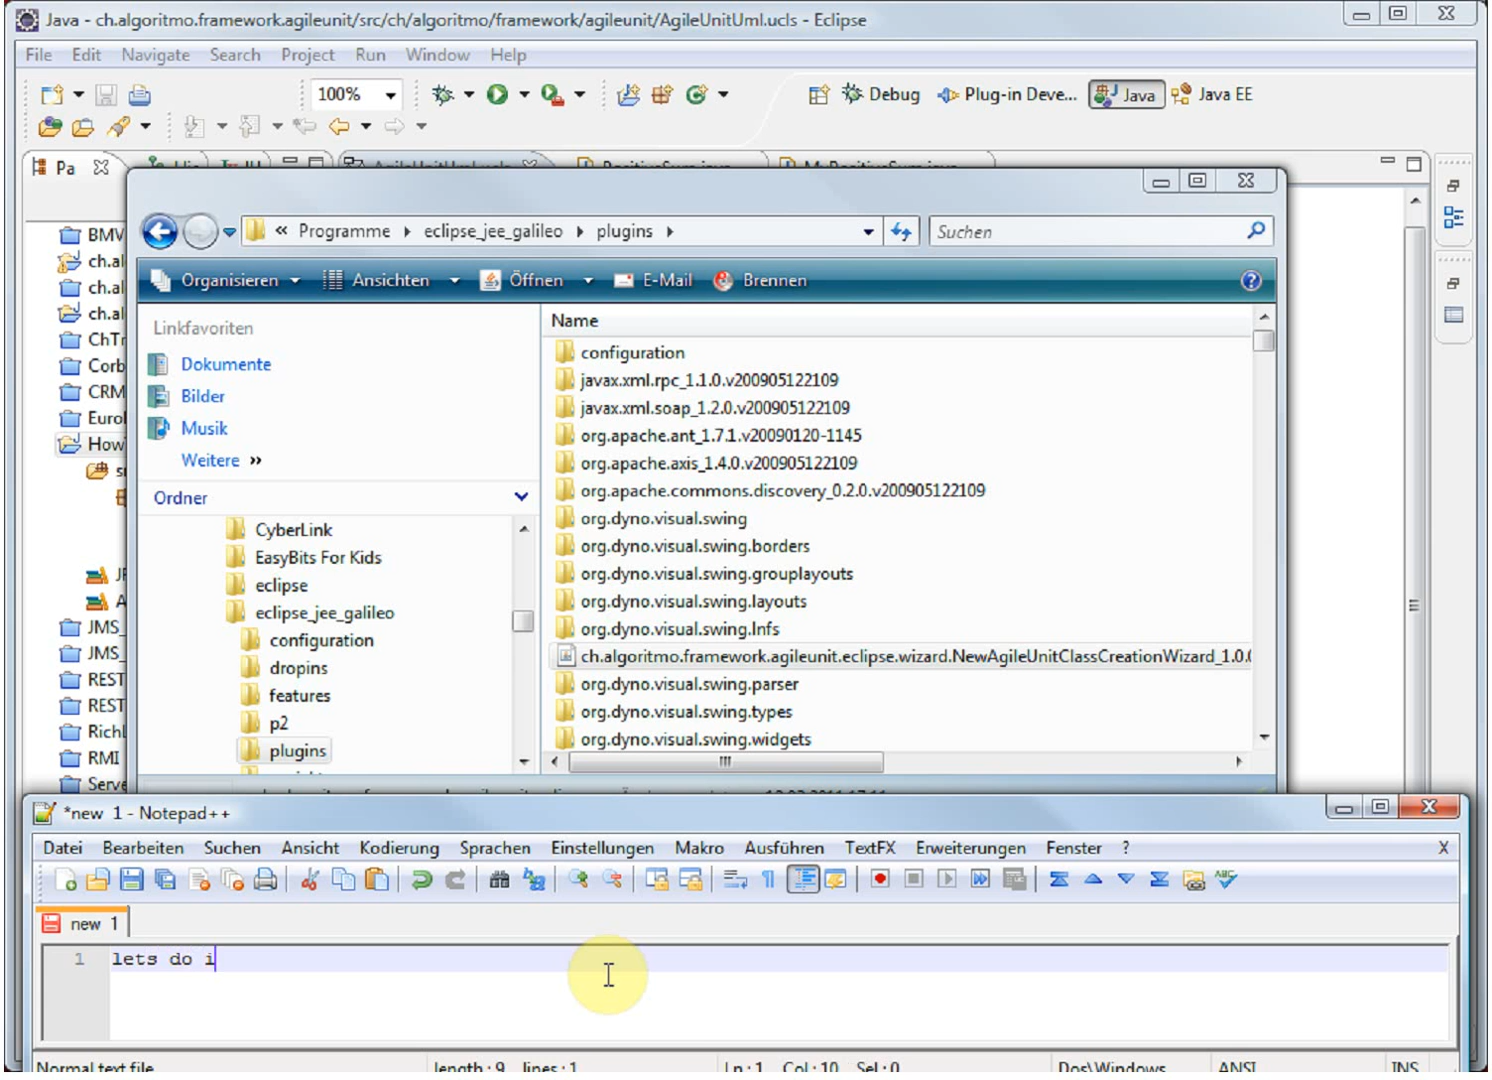 Java - ch.algoritmo.framework.agileunit/src/ch/algoritmo/framework/agileunit/AgileUnitUml.ucls - Eclipse
File Edit Navigate Search Project Run Window Help
100% Debug Plug-in Deve... Java Java EE
Pa
« Programme eclipse_jee_galileo plugins Suchen
Organisieren Ansichten Öffnen E-Mail Brennen
BMV
ch.al
ch.al
ch.al
ChTr
Corb
CRM
Eurol
How
JMS_
JMS_
REST
REST
RichL
RMI
Serve
Linkfavoriten
Dokumente
Bilder
Musik
Weitere »
Ordner
CyberLink
EasyBits For Kids
eclipse
eclipse_jee_galileo
configuration
dropins
features
p2
plugins
Name
configuration
javax.xml.rpc_1.1.0.v200905122109
javax.xml.soap_1.2.0.v200905122109
org.apache.ant_1.7.1.v20090120-1145
org.apache.axis_1.4.0.v200905122109
org.apache.commons.discovery_0.2.0.v200905122109
org.dyno.visual.swing
org.dyno.visual.swing.borders
org.dyno.visual.swing.grouplayouts
org.dyno.visual.swing.layouts
org.dyno.visual.swing.lnfs
ch.algoritmo.framework.agileunit.eclipse.wizard.NewAgileUnitClassCreationWizard_1.0.0
org.dyno.visual.swing.parser
org.dyno.visual.swing.types
org.dyno.visual.swing.widgets
*new 1 - Notepad++
Datei Bearbeiten Suchen Ansicht Kodierung Sprachen Einstellungen Makro Ausführen TextFX Erweiterungen Fenster ? X
new 1
1 lets do i
Normal text file length : 9 lines : 1 Ln : 1 Col : 10 Sel : 0 Dos\Windows ANSI INS